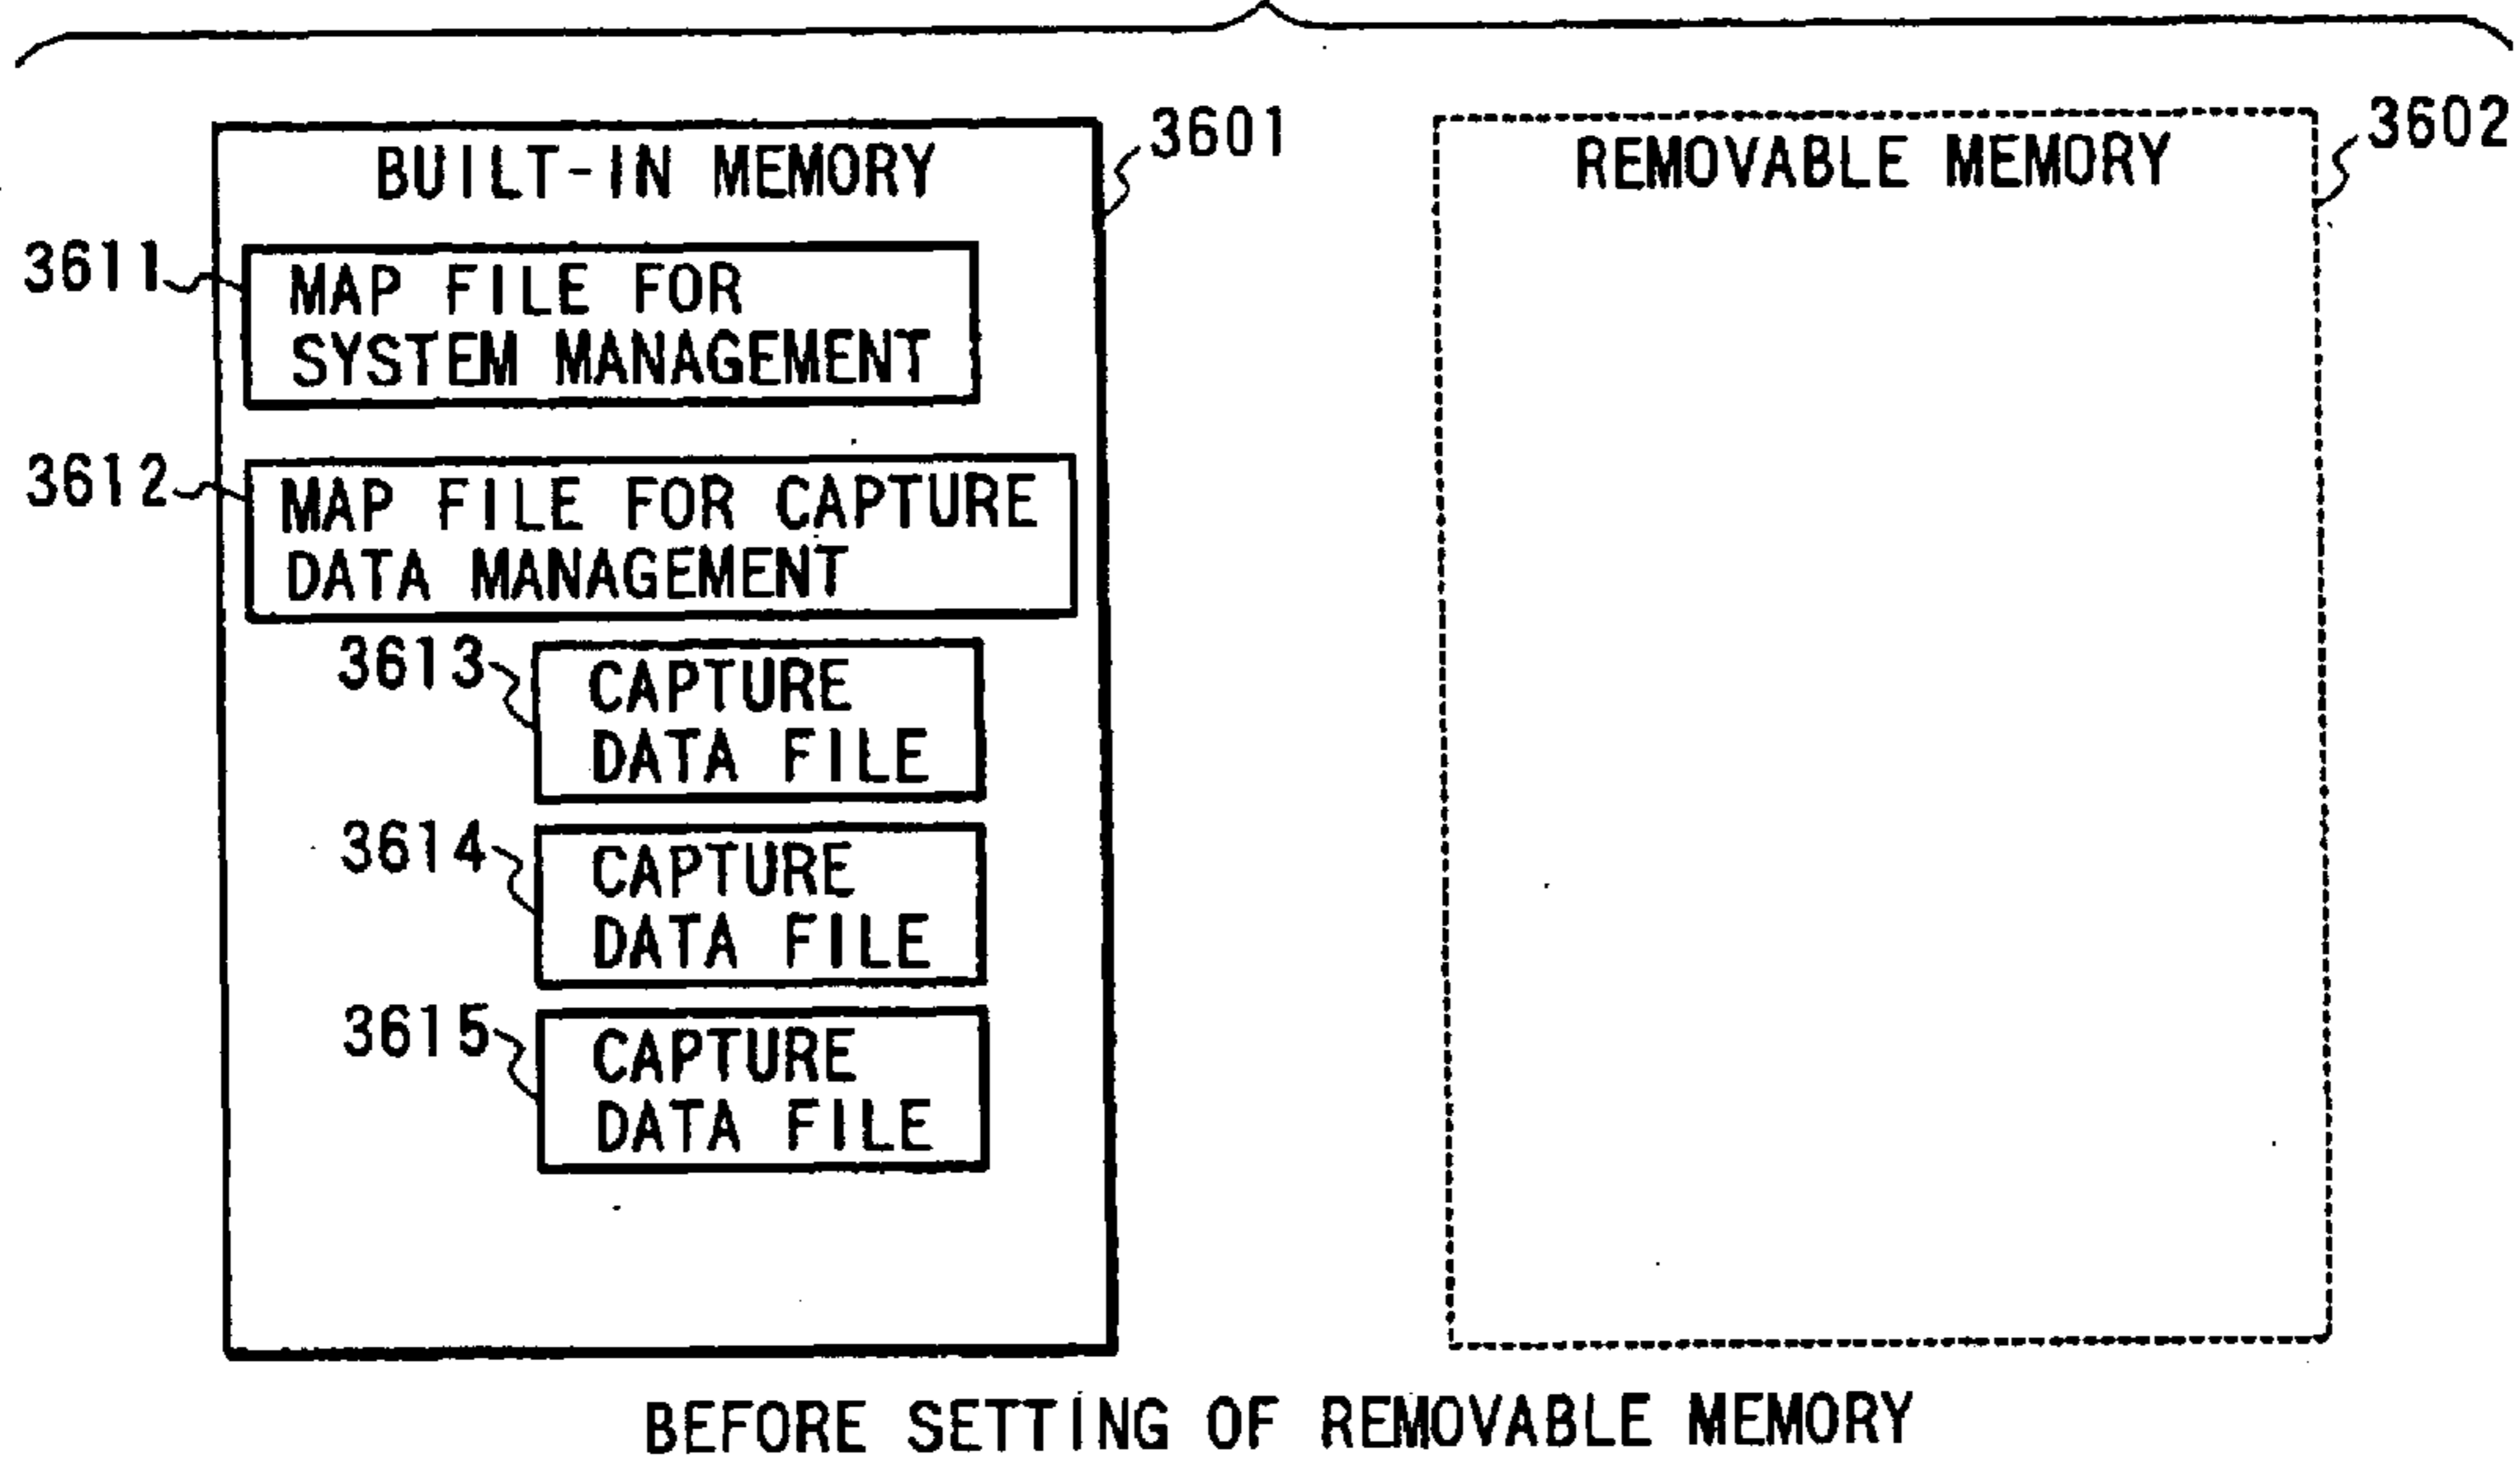 BUILT-IN MEMORY
3601
REMOVABLE MEMORY
3602
3611
MAP FILE FOR
SYSTEM MANAGEMENT
3612
MAP FILE FOR CAPTURE
DATA MANAGEMENT
3613
CAPTURE
DATA FILE
3614
CAPTURE
DATA FILE
3615
CAPTURE
DATA FILE
BEFORE SETTING OF REMOVABLE MEMORY